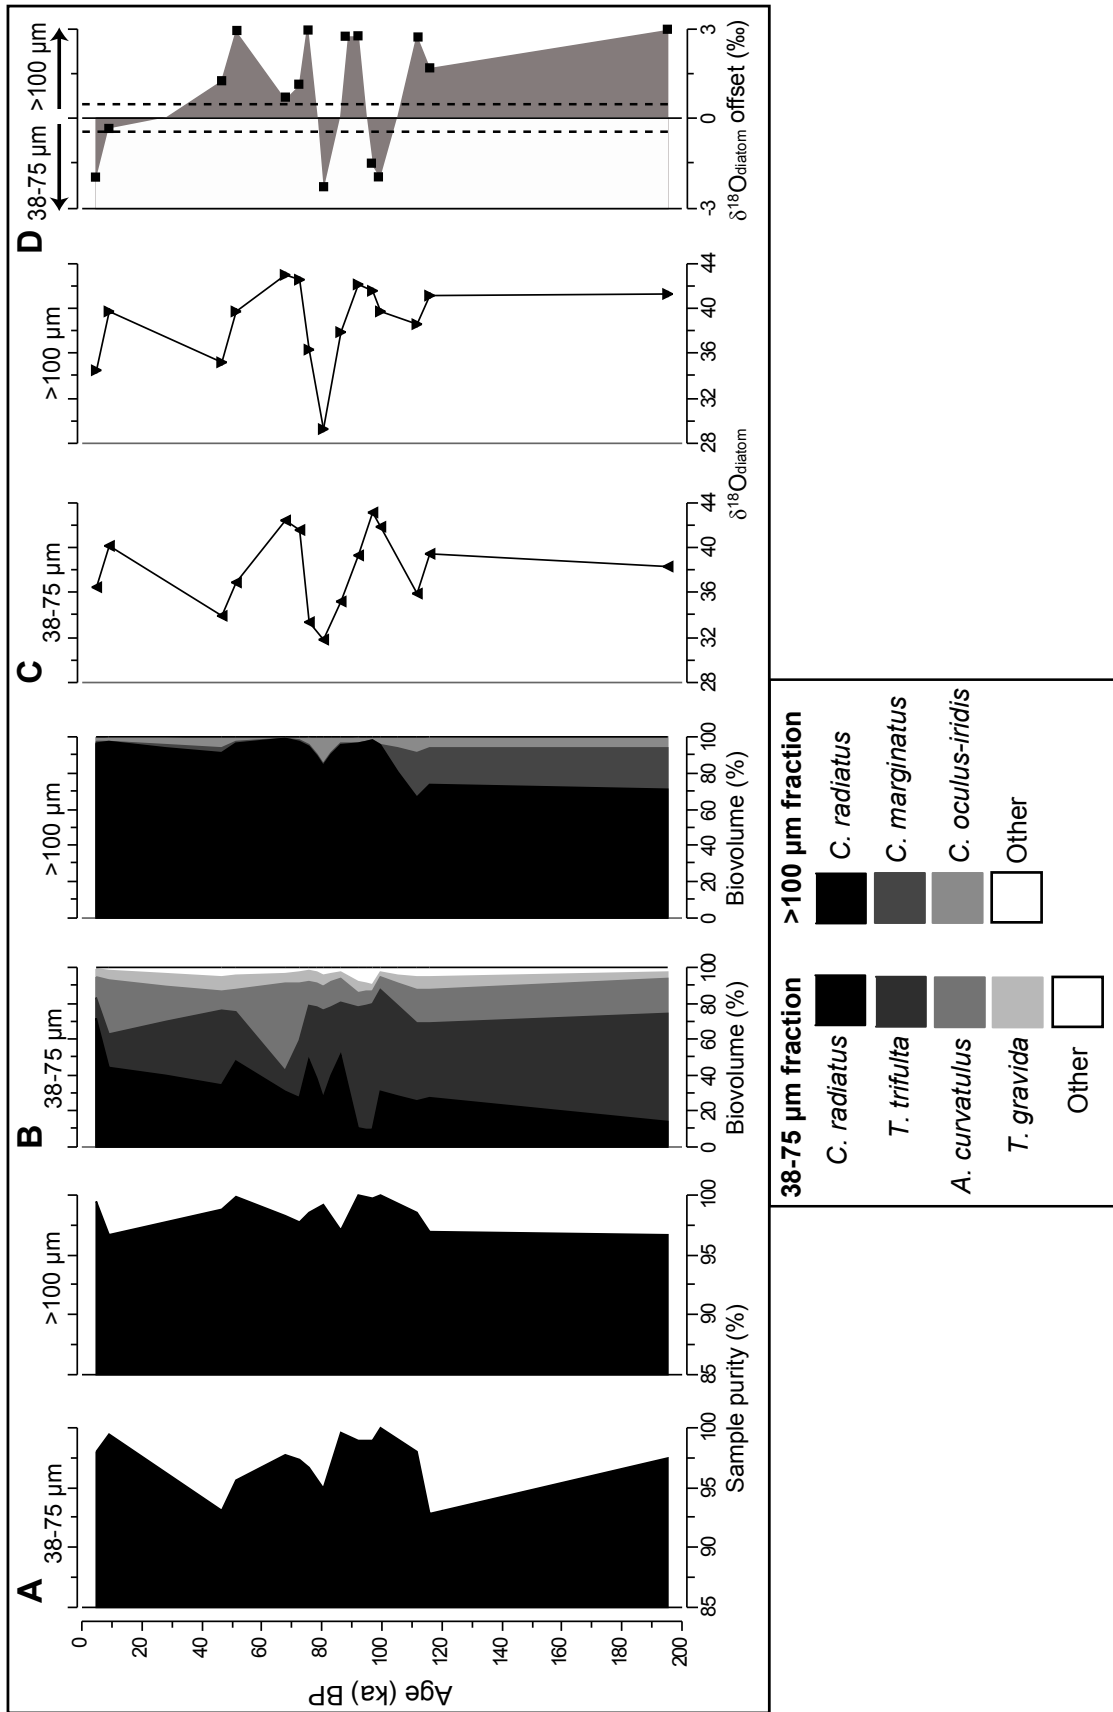 A
B
C
D
38-75 µm
>100 µm
38-75 µm
>100 µm
38-75 µm
>100 µm
38-75 µm
>100 µm
Age (ka) BP
0
20
40
60
80
100
120
140
160
180
200
85
90
95
100
85
90
95
100
Sample purity (%)
0
20
40
60
80
100
Biovolume (%)
0
20
40
60
80
100
Biovolume (%)
28
32
36
40
44
28
32
36
40
44
δ18Odiatom
-3
0
3
δ18Odiatom offset (‰)
38-75 µm fraction
C. radiatus
T. trifulta
A. curvatulus
T. gravida
Other
>100 µm fraction
C. radiatus
C. marginatus
C. oculus-iridis
Other